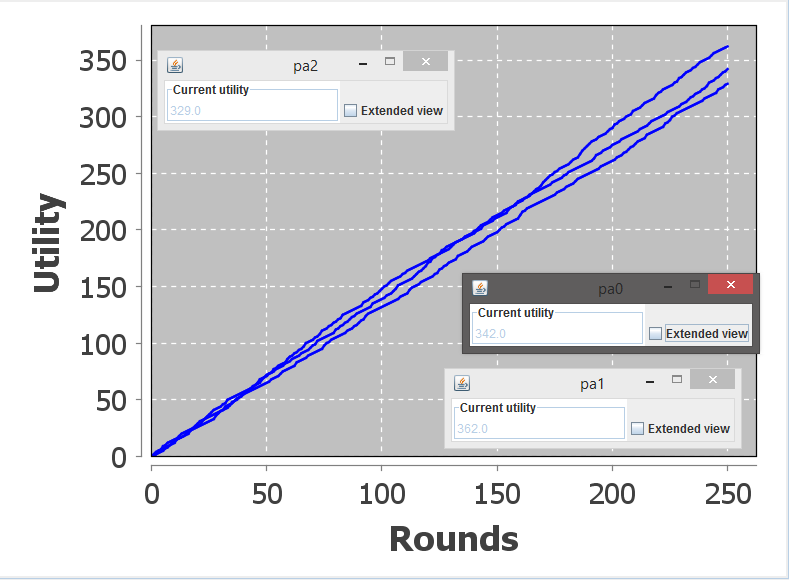 350
300
250
200
150
100
50
0
Utility
pa2
Current utility
329.0
Extended view
pa0
Current utility
342.0
Extended view
pa1
Current utility
362.0
Extended view
0 50 100 150 200 250
Rounds